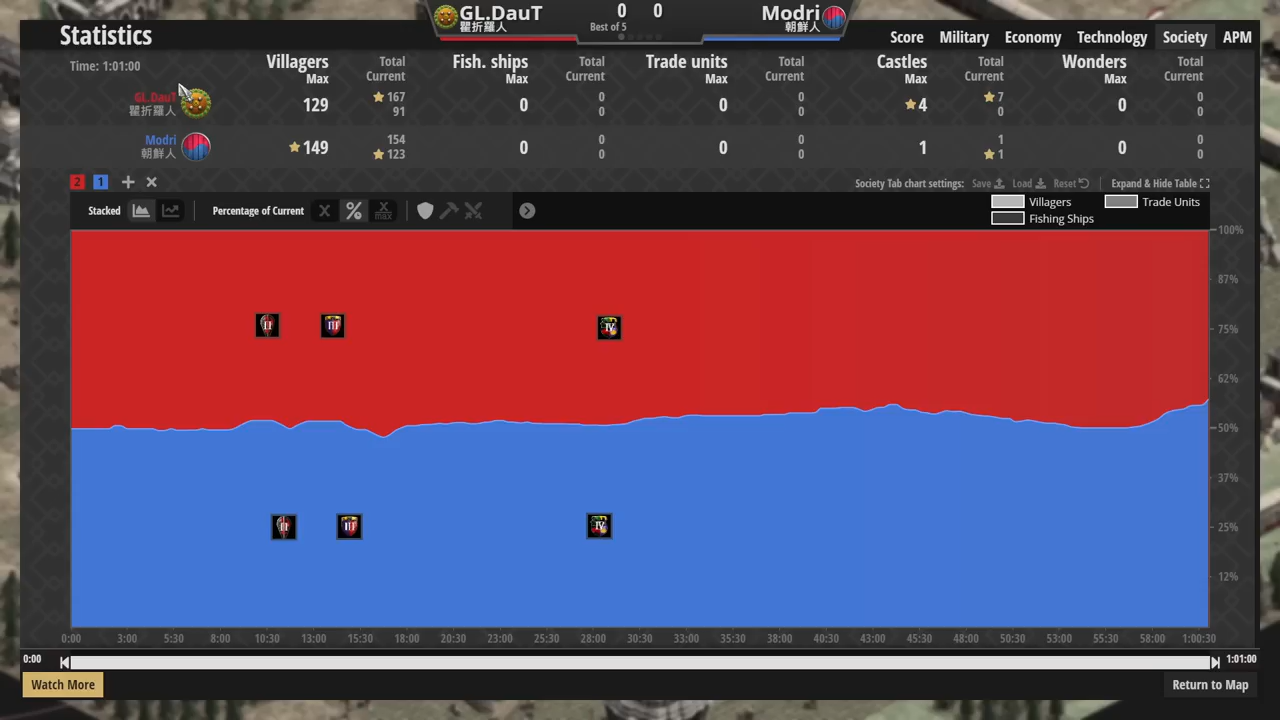 GL.DauT 0 0 Modri
瞿折羅人 Best of 5 朝鮮人
Statistics
Score Military Economy Technology Society APM
Time: 1:01:00
Villagers Max Total Current Fish. ships Max Total Current Trade units Max Total Current Castles Max Total Current Wonders Max Total Current
GL.DauT 129 167 0 0 0 0 4 7 0 0
瞿折羅人 91 0 0 0 0
Modri 149 154 0 0 0 0 1 1 0 0
朝鮮人 123 0 0 1 0
2 1 + ×
Society Tab chart settings: Save Load Reset Expand & Hide Table
Stacked Percentage of Current X % X/max
Villagers Trade Units
Fishing Ships
100%
87%
II III IV
75%
62%
50%
37%
II III IV
25%
12%
0:00 3:00 5:30 8:00 10:30 13:00 15:30 18:00 20:30 23:00 25:30 28:00 30:30 33:00 35:30 38:00 40:30 43:00 45:30 48:00 50:30 53:00 55:30 58:00 1:00:30
0:00 1:01:00
Watch More Return to Map